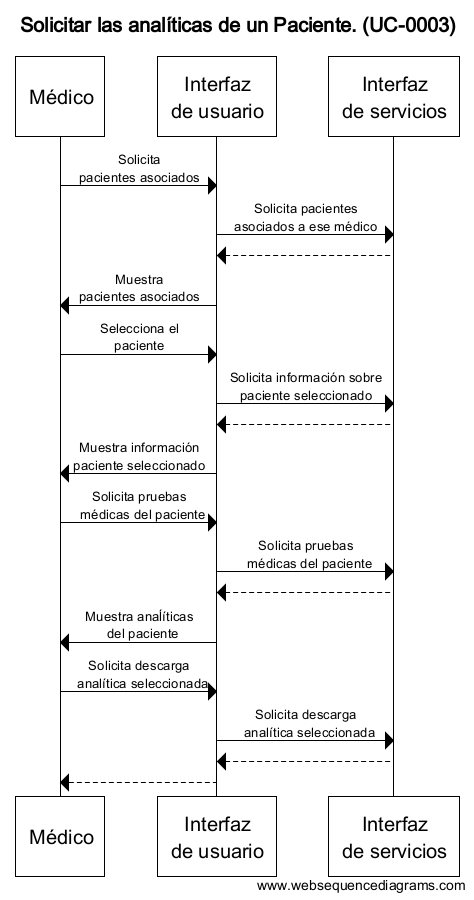 Solicitar las analíticas de un Paciente. (UC-0003)
Médico
Interfaz
de usuario
Interfaz
de servicios
Solicita
pacientes asociados
Solicita pacientes
asociados a ese médico
Muestra
pacientes asociados
Selecciona el
paciente
Solicita información sobre
paciente seleccionado
Muestra información
paciente seleccionado
Solicita pruebas
médicas del paciente
Solicita pruebas
médicas del paciente
Muestra analíticas
del paciente
Solicita descarga
analítica seleccionada
Solicita descarga
analítica seleccionada
Médico
Interfaz
de usuario
Interfaz
de servicios
www.websequencediagrams.com